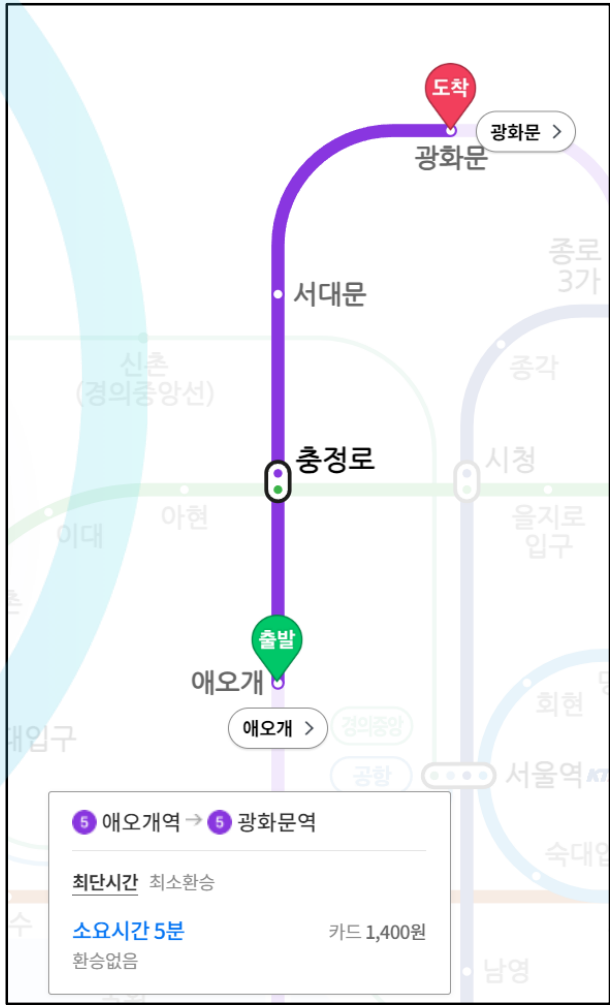 도착
광화문 >
광화문
종로
3가
서대문
신촌
(경의중앙선)
종각
충정로
시청
아현
이대
을지로
입구
출발
애오개
애오개 >
경의중앙
회현
대입구
공항
서울역 KT
숙대입
5 애오개역 → 5 광화문역
최단시간 최소환승
소요시간 5분
카드 1,400원
환승없음
수
남영